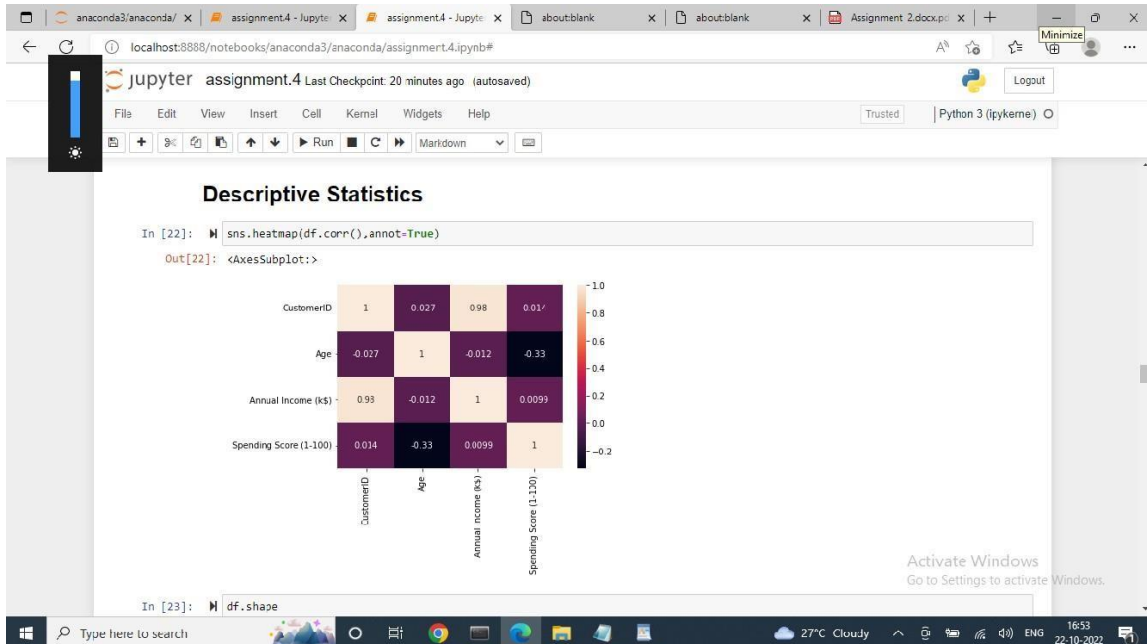 anaconda3/anaconda/
assignment.4 - Jupyte
assignment.4 - Jupyte
about:blank
about:blank
Assignment 2.docx.pd
Minimize
localhost:8888/notebooks/anaconda3/anaconda/assignment.4.ipynb#
jupyter assignment.4 Last Checkpoint: 20 minutes ago (autosaved)
Logout
File Edit View Insert Cell Kernel Widgets Help
Trusted
Python 3 (ipykernel)
Run
Markdown
Descriptive Statistics
In [22]: sns.heatmap(df.corr(),annot=True)
Out[22]: <AxesSubplot:>
1.0
CustomerID 1 0.027 0.98
0.8
0.6
Age -0.027 1 -0.012 -0.33
0.4
Annual Income (k$) 0.98 -0.012 1 0.0099
0.2
0.0
Spending Score (1-100) 0.014 -0.33 0.0099 1
-0.2
CustomerID
Age
Annual Income (k$)
Spending Score (1-100)
Activate Windows
Go to Settings to activate Windows.
In [23]: df.shape
Type here to search
27°C Cloudy
ENG
16:53
22-10-2022